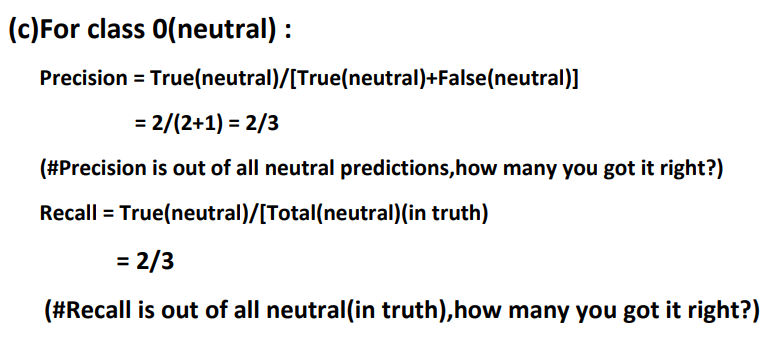 (c)For class 0(neutral) :
Precision = True(neutral)/[True(neutral)+False(neutral)]
= 2/(2+1) = 2/3
(#Precision is out of all neutral predictions,how many you got it right?)
Recall = True(neutral)/[Total(neutral)(in truth)
= 2/3
(#Recall is out of all neutral(in truth),how many you got it right?)